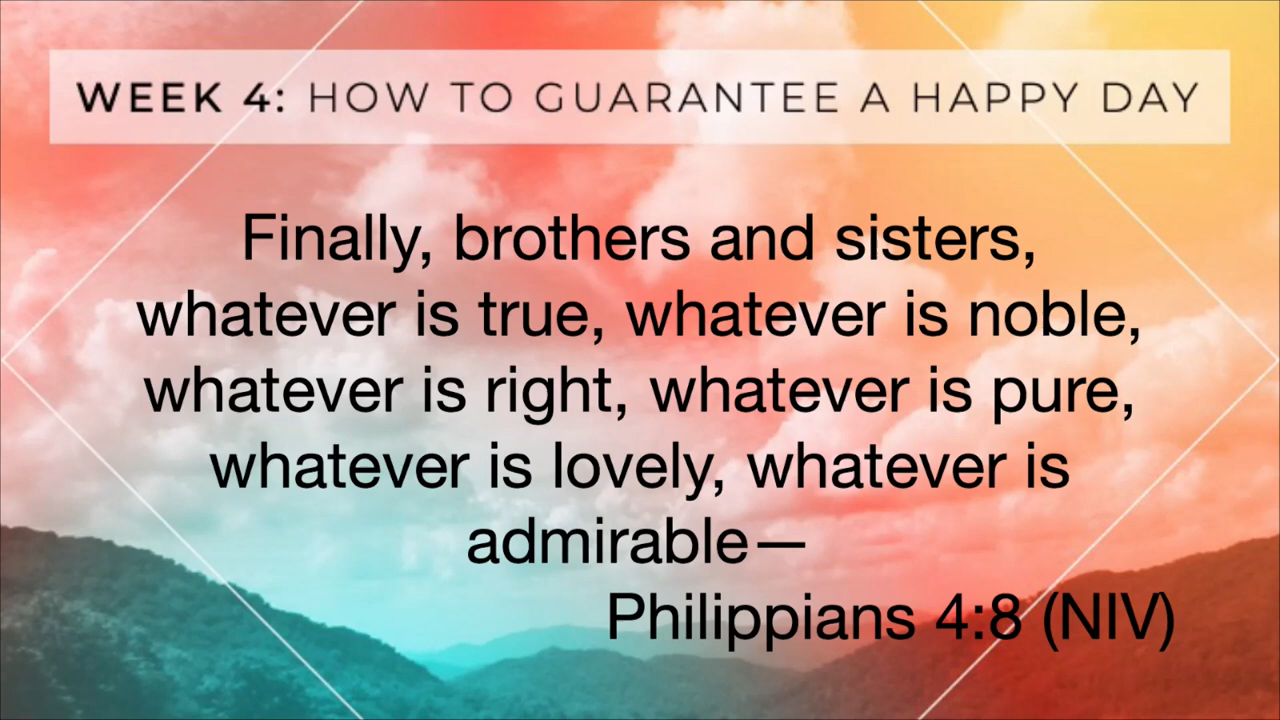 WEEK 4: HOW TO GUARANTEE A HAPPY DAY
Finally, brothers and sisters,
whatever is true, whatever is noble,
whatever is right, whatever is pure,
whatever is lovely, whatever is
admirable—
Philippians 4:8 (NIV)